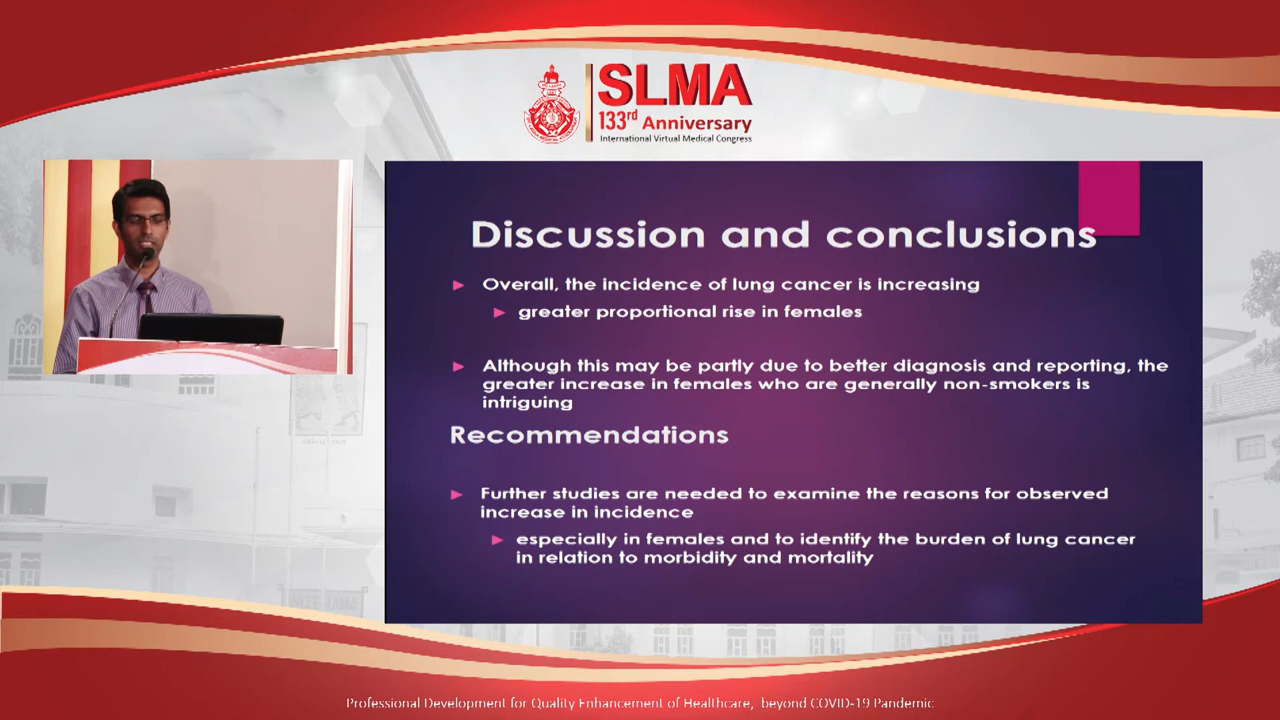 SLMA
133rd Anniversary
International Virtual Medical Congress
Discussion and conclusions
Overall, the incidence of lung cancer is increasing
greater proportional rise in females
Although this may be partly due to better diagnosis and reporting, the
greater increase in females who are generally non-smokers is
intriguing
Recommendations
Further studies are needed to examine the reasons for observed
increase in incidence
especially in females and to identify the burden of lung cancer
in relation to morbidity and mortality
Professional Development for Quality Enhancement of Healthcare, beyond COVID-19 Pandemic